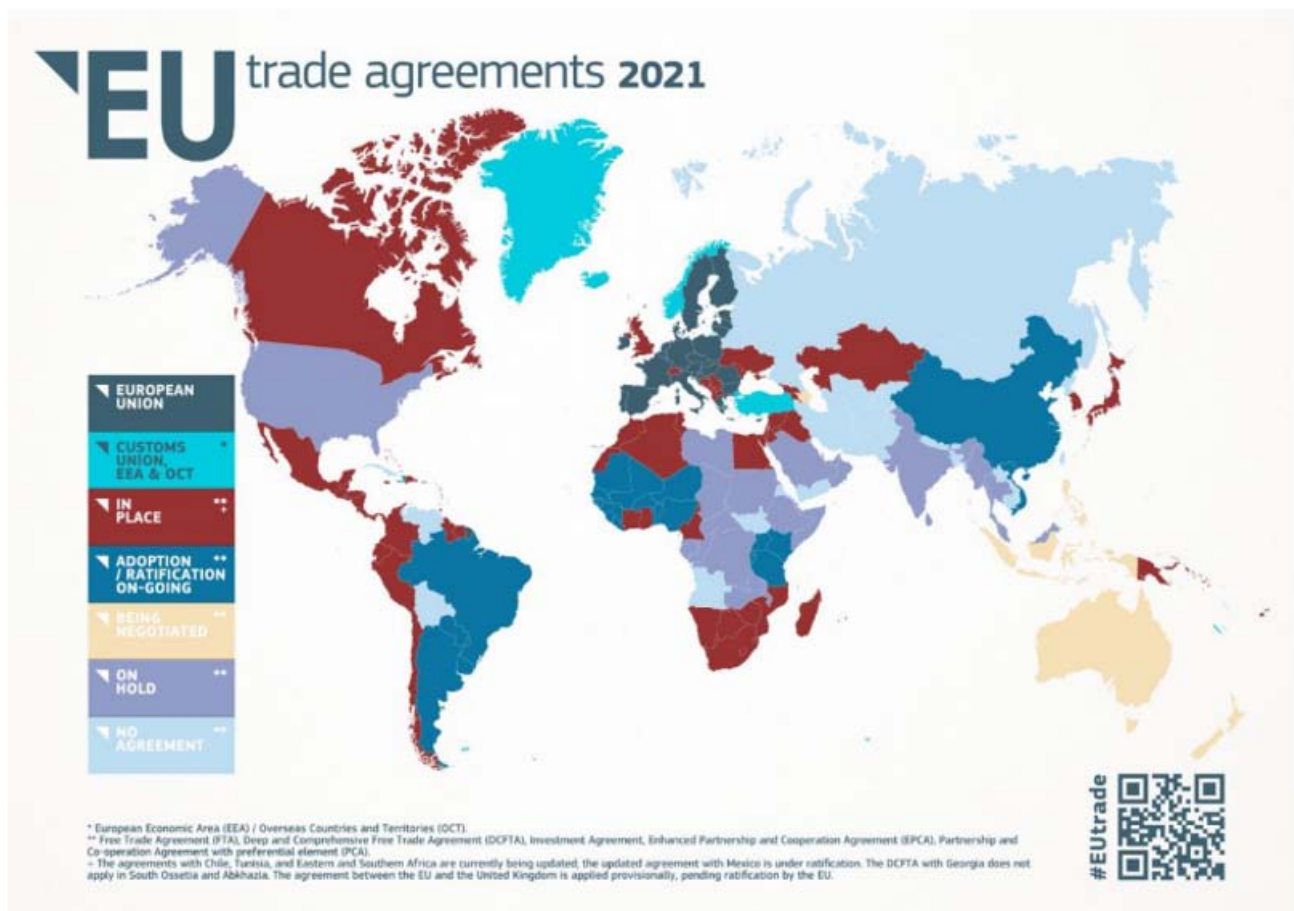 EU trade agreements 2021
EUROPEAN
UNION
CUSTOMS *
UNION,
EEA & OCT
IN **
PLACE +
ADOPTION **
/ RATIFICATION
ON-GOING
BEING **
NEGOTIATED
ON **
HOLD
NO **
AGREEMENT
* European Economic Area (EEA) / Overseas Countries and Territories (OCT).
** Free Trade Agreement (FTA), Deep and Comprehensive Free Trade Agreement (DCFTA), Investment Agreement, Enhanced Partnership and Cooperation Agreement (EPCA), Partnership and
Co-operation Agreement with preferential element (PCA).
~ The agreements with Chile, Tunisia, and Eastern and Southern Africa are currently being updated, the updated agreement with Mexico is under ratification. The DCFTA with Georgia does not
apply in South Ossetia and Abkhazia. The agreement between the EU and the United Kingdom is applied provisionally, pending ratification by the EU.
#EUtrade